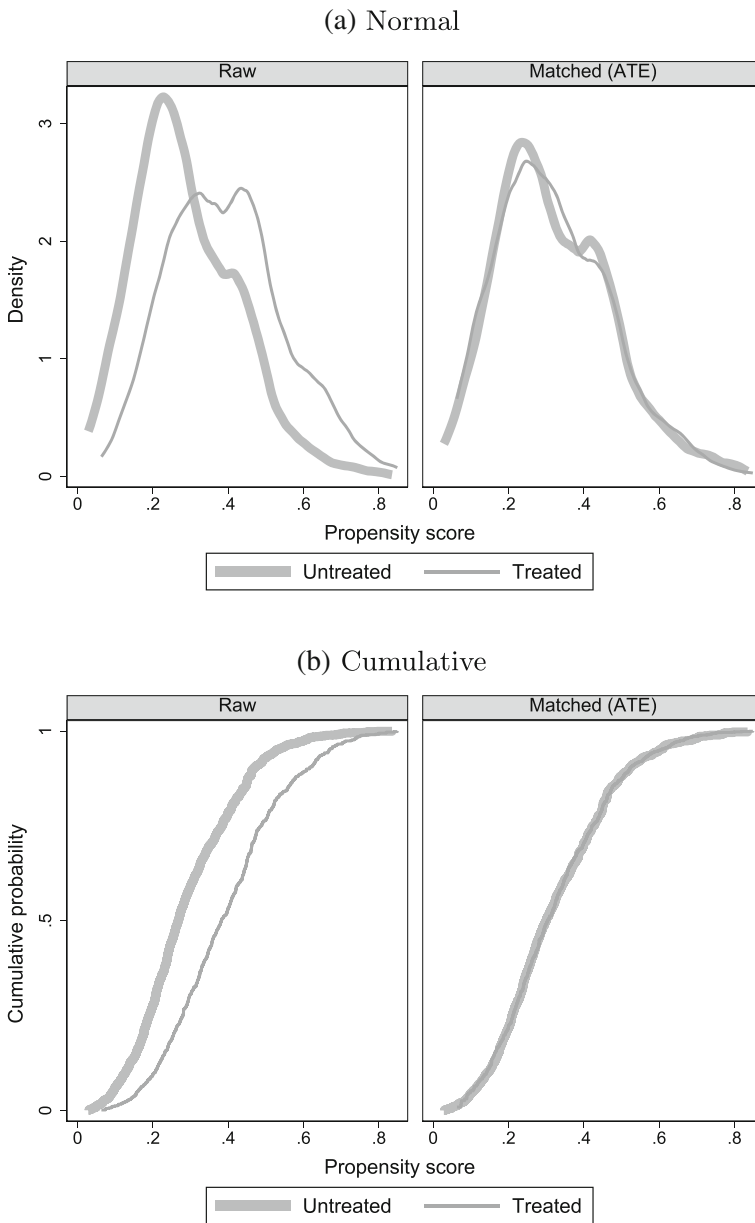 (a) Normal
Raw Matched (ATE)
3
2
1
0
Density
0 .2 .4 .6 .8 0 .2 .4 .6 .8
Propensity score
Untreated Treated
(b) Cumulative
Raw Matched (ATE)
1
.5
0
Cumulative probability
0 .2 .4 .6 .8 0 .2 .4 .6 .8
Propensity score
Untreated Treated